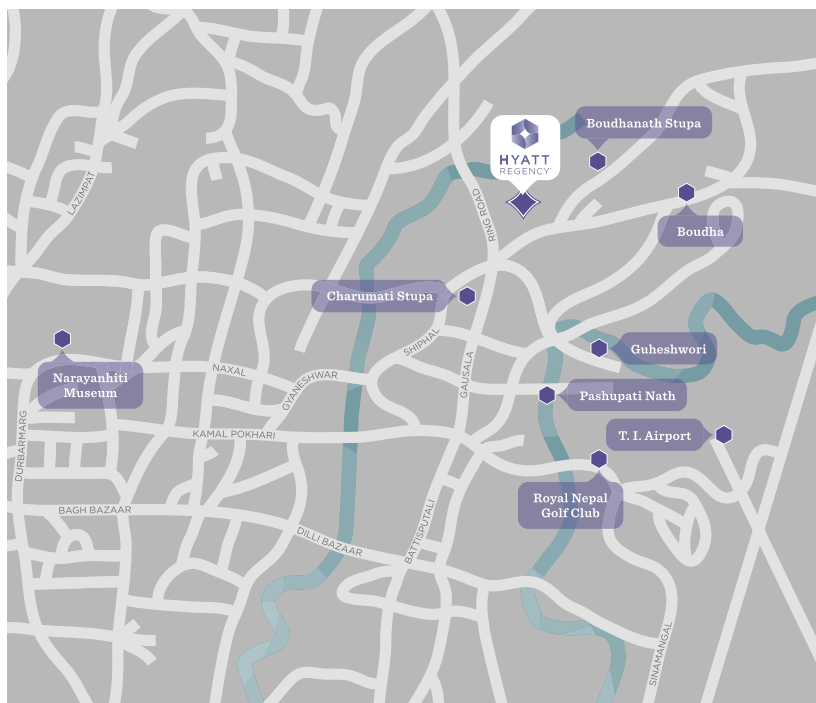 Boudhanath Stupa
HYATT
REGENCY™
LAZIMPAT
RING ROAD
Boudha
Charumati Stupa
SHIPHAL
Guheshwori
NAXAL
GYANESHWAR
GAUSALA
Narayanhiti
Museum
Pashupati Nath
DURBARMARG
KAMAL POKHARI
T. I. Airport
Royal Nepal
Golf Club
BAGH BAZAAR
DILLI BAZAAR
BATTISPUTALI
SINAMANGAL